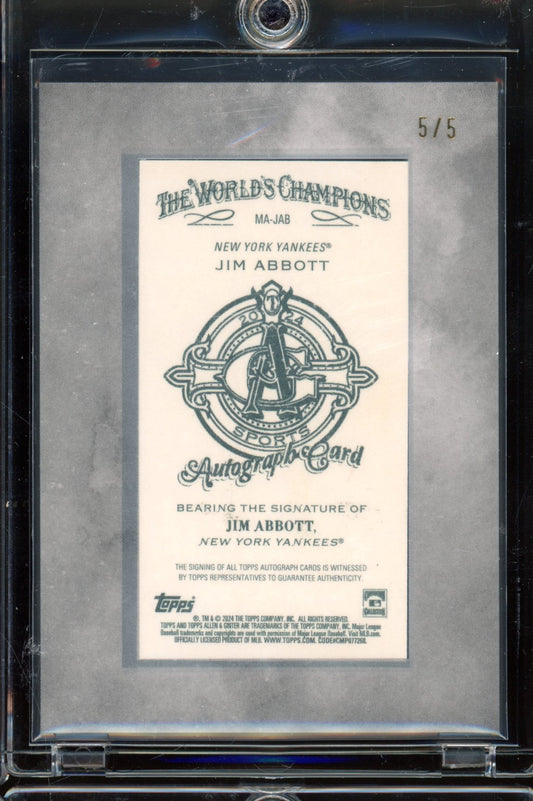 5/5
THE WORLD'S CHAMPIONS
MA-JAB
NEW YORK YANKEES®
JIM ABBOTT
T
2024
A&G
SPORTS
Autograph Card
BEARING THE SIGNATURE OF
JIM ABBOTT,
NEW YORK YANKEES®
THE SIGNING OF ALL TOPPS AUTOGRAPH CARDS IS WITNESSED
BY TOPPS REPRESENTATIVES TO GUARANTEE AUTHENTICITY.
Topps
®, TM & © 2024 THE TOPPS COMPANY, INC. ALL RIGHTS RESERVED.
TOPPS AND TOPPS ALLEN & GINTER ARE TRADEMARKS OF THE TOPPS COMPANY, INC. Major League
Baseball trademarks and copyrights are used with permission of Major League Baseball. Visit MLB.com.
OFFICIALLY LICENSED PRODUCT OF MLB. WWW.TOPPS.COM. CODE#CMP077268.